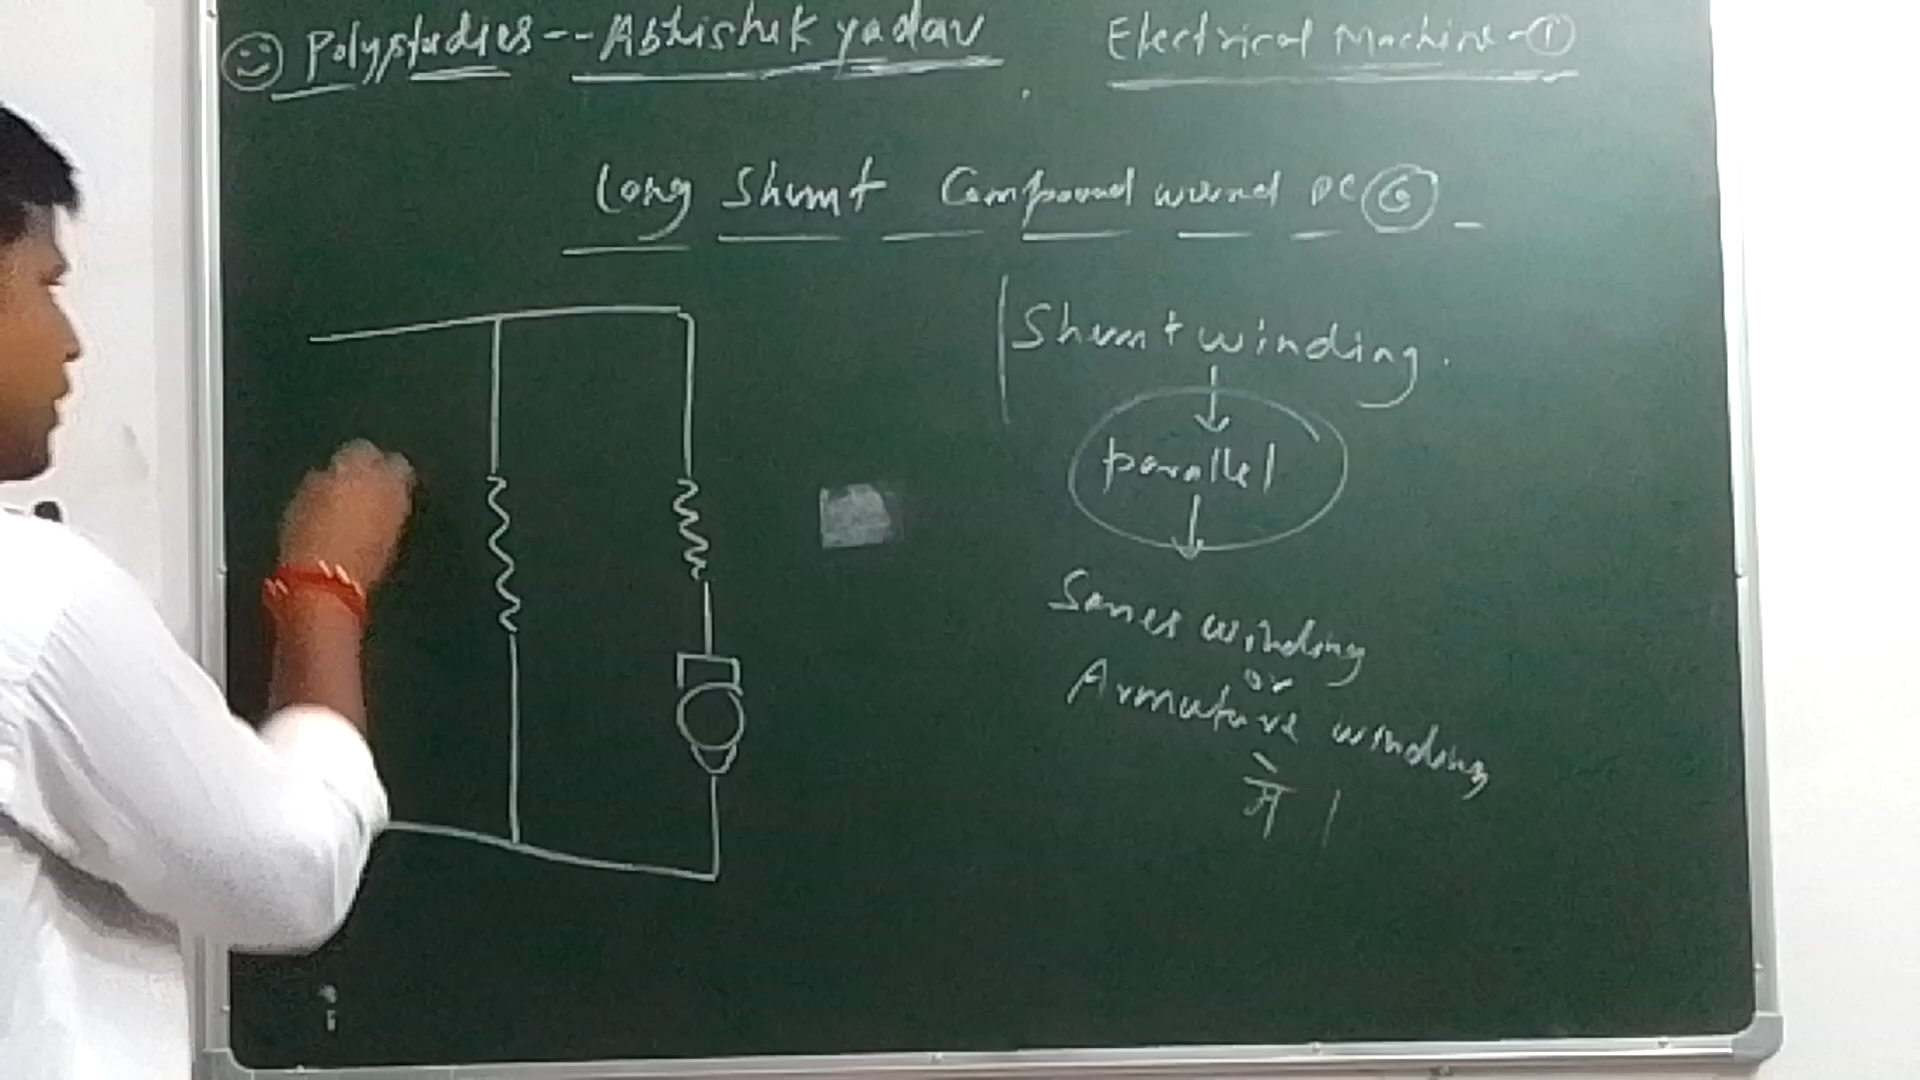 Polystudies -- Abhishek yadav Electrical Machine - 1
Long Shunt Compound wound DC G
Shunt winding.
parallel
Series winding
or
Armature winding
में |